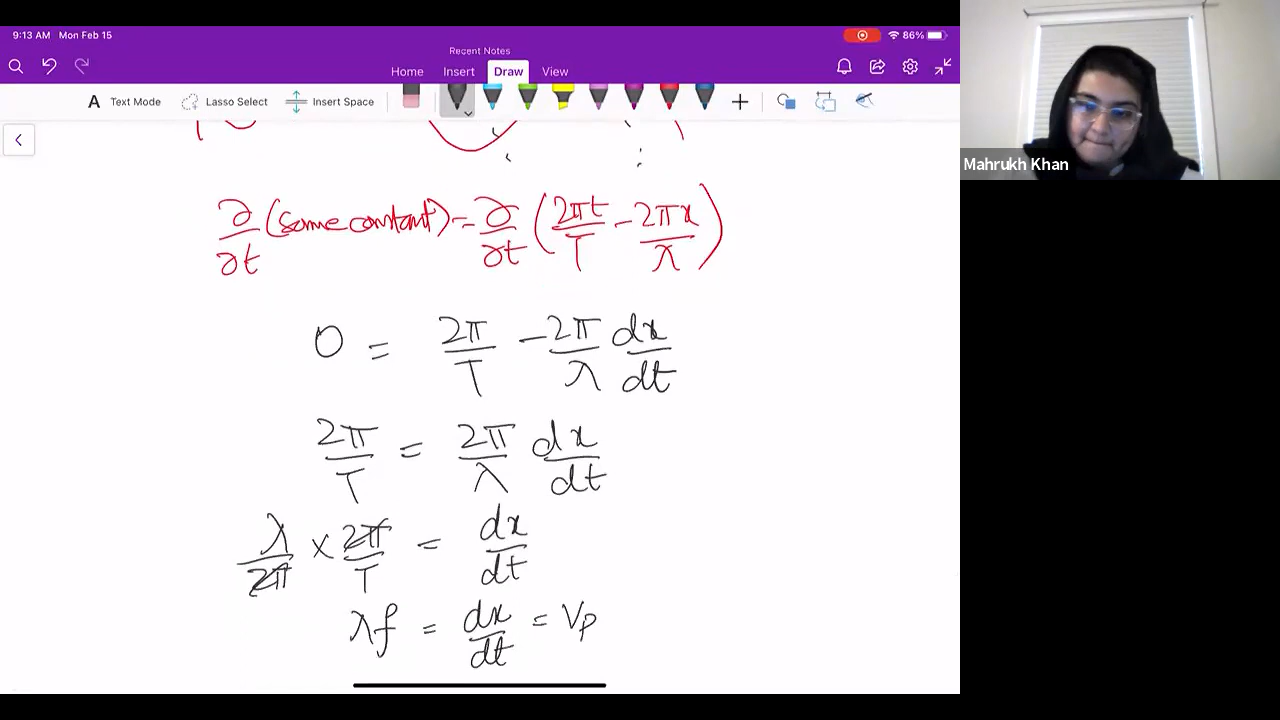 9:13 AM Mon Feb 15
86%
Recent Notes
Home Insert Draw View
A Text Mode Lasso Select Insert Space
Mahrukh Khan
∂/∂t (some constant) = ∂/∂t (2πt/T - 2πx/λ)
0 = 2π/T - 2π/λ dx/dt
2π/T = 2π/λ dx/dt
λ/2π × 2π/T = dx/dt
λf = dx/dt = Vp